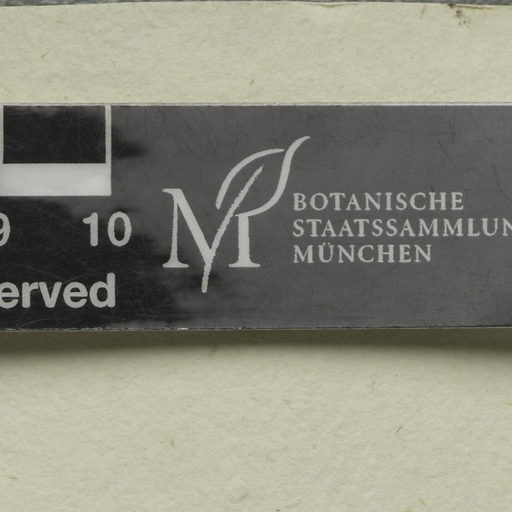 9 10
erved
BOTANISCHE
STAATSSAMMLUN
MÜNCHEN